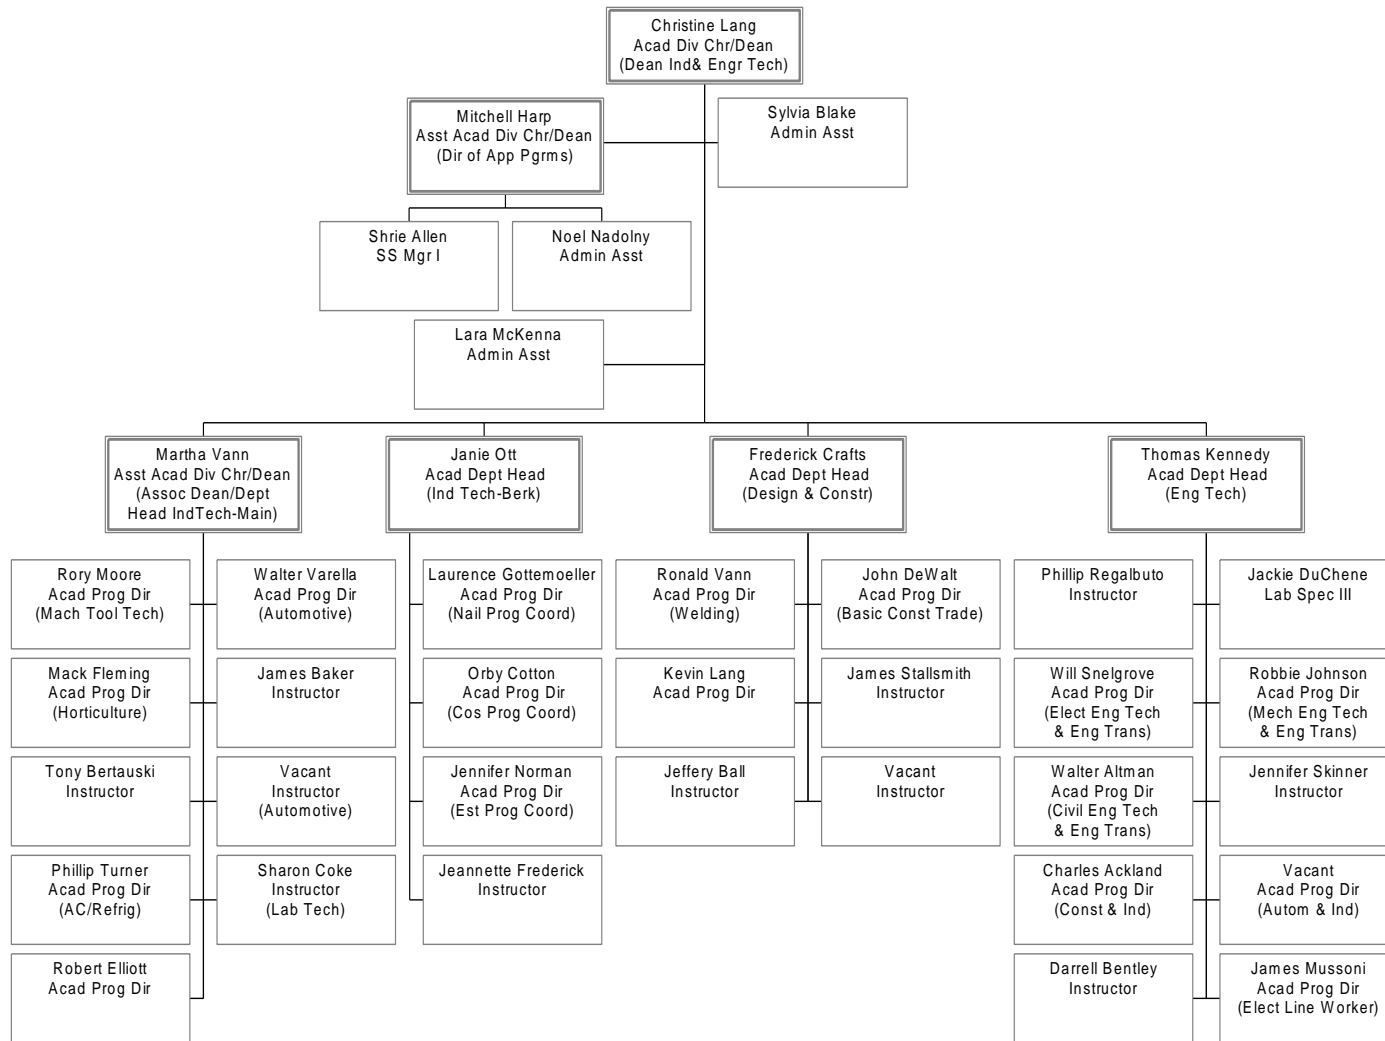 Christine Lang
Acad Div Chr/Dean
(Dean Ind& Engr Tech)
Mitchell Harp
Asst Acad Div Chr/Dean
(Dir of App Pgrms)
Sylvia Blake
Admin Asst
Shrie Allen
SS Mgr I
Noel Nadolny
Admin Asst
Lara McKenna
Admin Asst
Martha Vann
Asst Acad Div Chr/Dean
(Assoc Dean/Dept
Head IndTech-Main)
Janie Ott
Acad Dept Head
(Ind Tech-Berk)
Frederick Crafts
Acad Dept Head
(Design & Constr)
Thomas Kennedy
Acad Dept Head
(Eng Tech)
Rory Moore
Acad Prog Dir
(Mach Tool Tech)
Walter Varella
Acad Prog Dir
(Automotive)
Laurence Gottemoeller
Acad Prog Dir
(Nail Prog Coord)
Ronald Vann
Acad Prog Dir
(Welding)
John DeWalt
Acad Prog Dir
(Basic Const Trade)
Phillip Regalbuto
Instructor
Jackie DuChene
Lab Spec III
Mack Fleming
Acad Prog Dir
(Horticulture)
James Baker
Instructor
Orby Cotton
Acad Prog Dir
(Cos Prog Coord)
Kevin Lang
Acad Prog Dir
James Stallsmith
Instructor
Will Snelgrove
Acad Prog Dir
(Elect Eng Tech
& Eng Trans)
Robbie Johnson
Acad Prog Dir
(Mech Eng Tech
& Eng Trans)
Tony Bertauski
Instructor
Vacant
Instructor
(Automotive)
Jennifer Norman
Acad Prog Dir
(Est Prog Coord)
Jeffery Ball
Instructor
Vacant
Instructor
Walter Altman
Acad Prog Dir
(Civil Eng Tech
& Eng Trans)
Jennifer Skinner
Instructor
Phillip Turner
Acad Prog Dir
(AC/Refrig)
Sharon Coke
Instructor
(Lab Tech)
Jeannette Frederick
Instructor
Charles Ackland
Acad Prog Dir
(Const & Ind)
Vacant
Acad Prog Dir
(Autom & Ind)
Robert Elliott
Acad Prog Dir
Darrell Bentley
Instructor
James Mussoni
Acad Prog Dir
(Elect Line Worker)